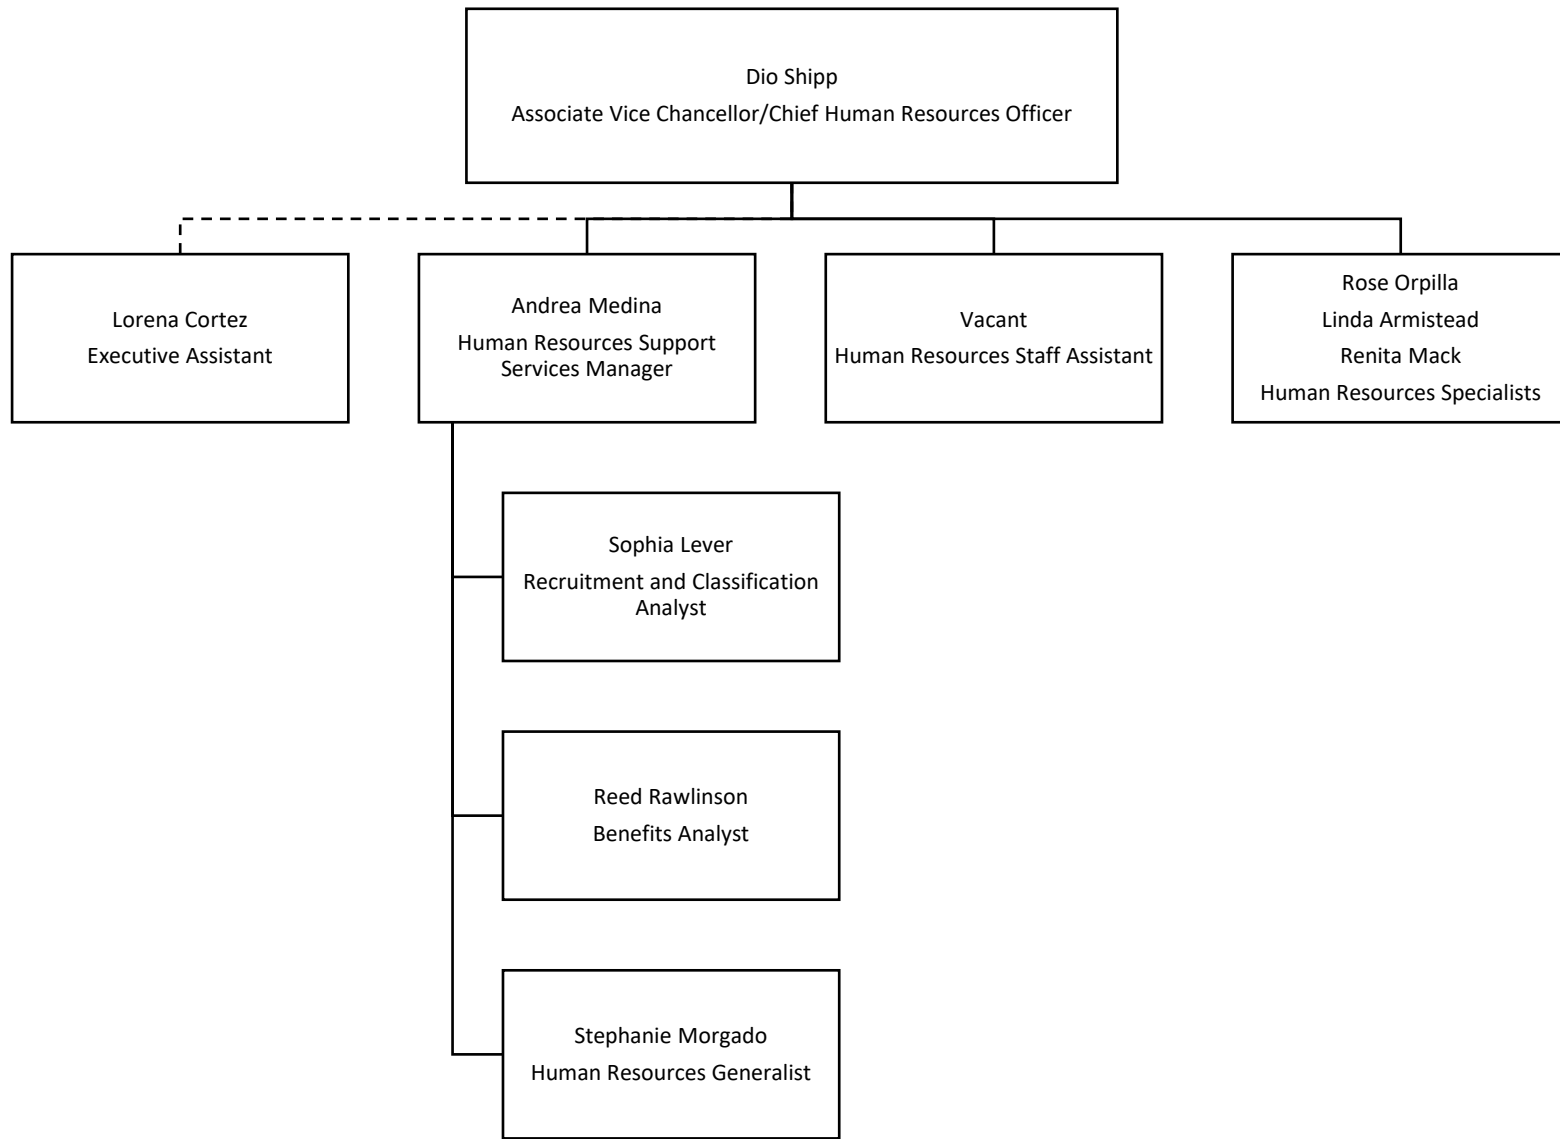 Dio Shipp
Associate Vice Chancellor/Chief Human Resources Officer
Lorena Cortez
Executive Assistant
Andrea Medina
Human Resources Support
Services Manager
Vacant
Human Resources Staff Assistant
Rose Orpilla
Linda Armistead
Renita Mack
Human Resources Specialists
Sophia Lever
Recruitment and Classification
Analyst
Reed Rawlinson
Benefits Analyst
Stephanie Morgado
Human Resources Generalist